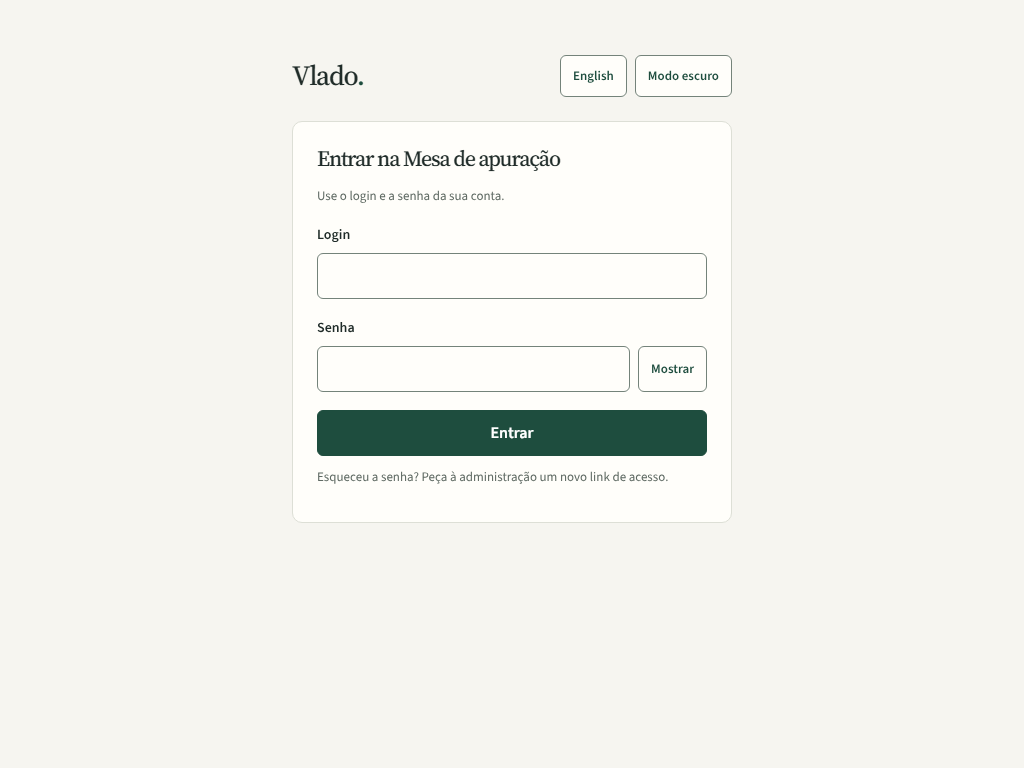 Vlado.
English
Modo escuro
Entrar na Mesa de apuração
Use o login e a senha da sua conta.
Login
Senha
Mostrar
Entrar
Esqueceu a senha? Peça à administração um novo link de acesso.